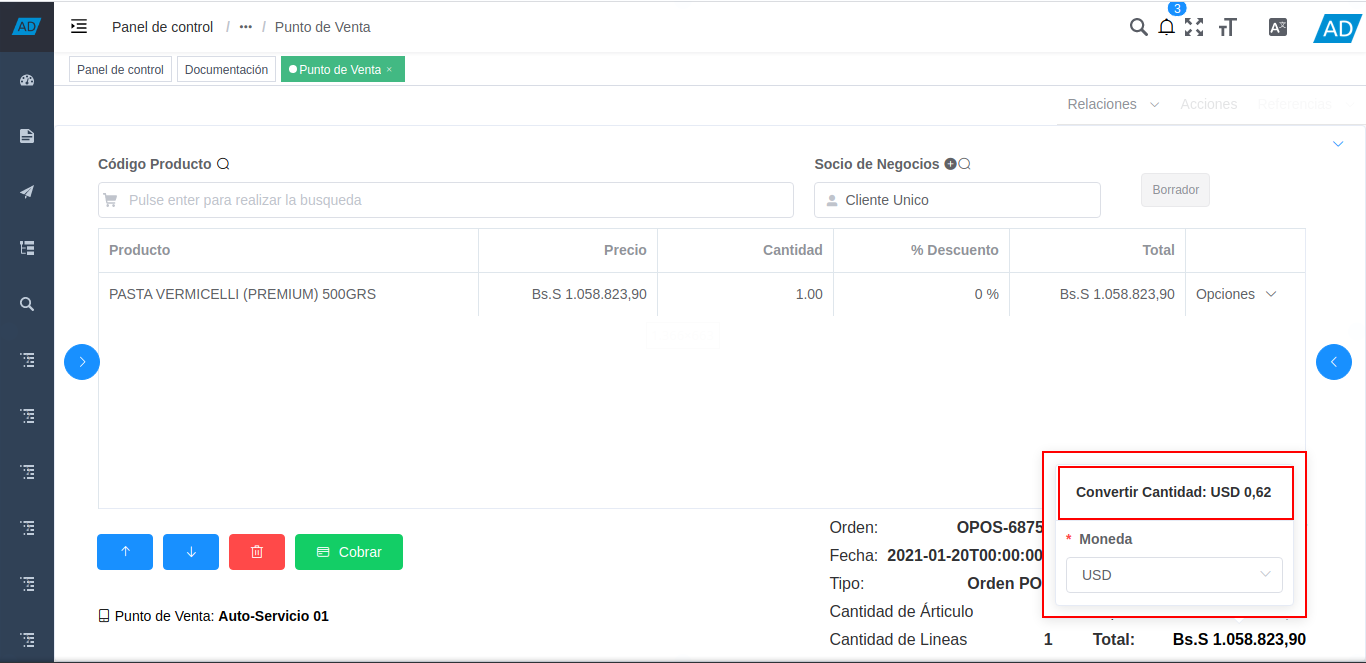 AD
Panel de control / ••• / Punto de Venta
3
AD
Panel de control
Documentación
Punto de Venta ×
Relaciones
Acciones
Referencias
Código Producto
Socio de Negocios
Pulse enter para realizar la busqueda
Cliente Unico
Borrador
Producto Precio Cantidad % Descuento Total
PASTA VERMICELLI (PREMIUM) 500GRS Bs.S 1.058.823,90 1.00 0 % Bs.S 1.058.823,90 Opciones
Convertir Cantidad: USD 0,62
* Moneda
USD
Cobrar
Orden: OPOS-6875
Fecha: 2021-01-20T00:00:00
Tipo: Orden PO
Cantidad de Árticulo
Cantidad de Lineas 1 Total: Bs.S 1.058.823,90
Punto de Venta: Auto-Servicio 01